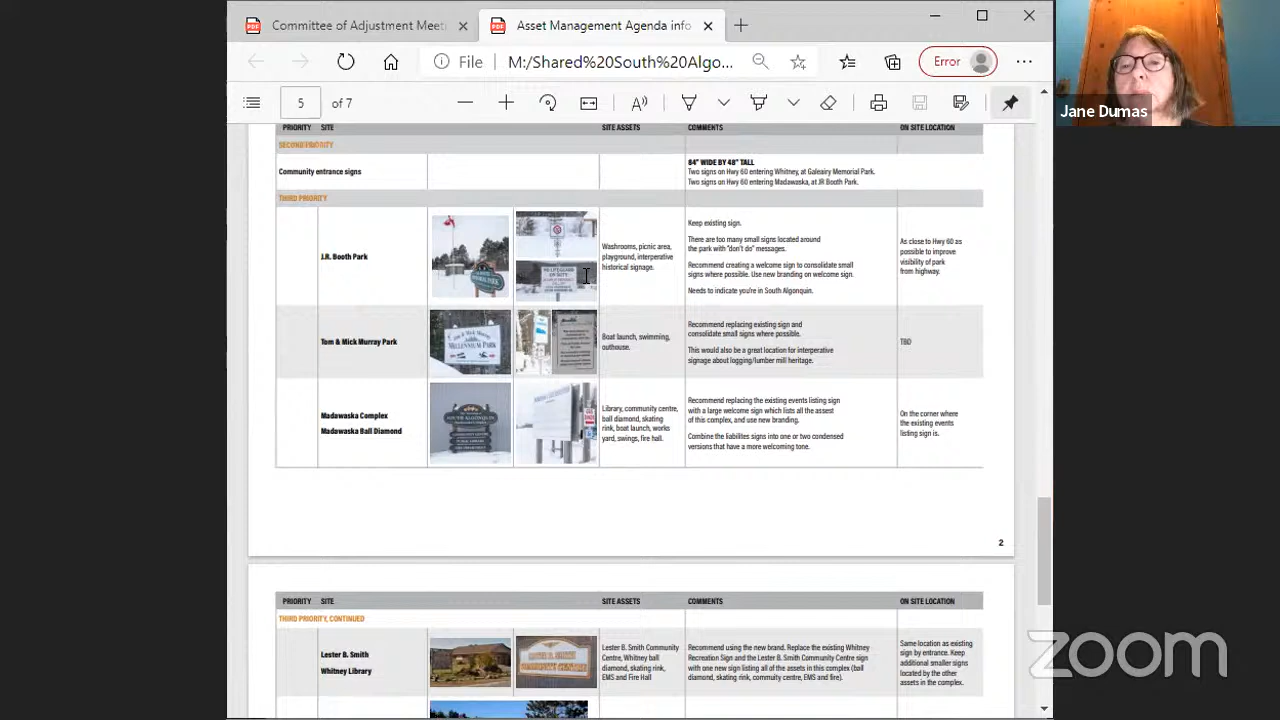 Committee of Adjustment Meeti
Asset Management Agenda info
File
M:/Shared%20South%20Algo...
Error
5
of 7
PRIORITY SITE SITE ASSETS COMMENTS ON SITE LOCATION
SECOND PRIORITY
Community entrance signs
84" WIDE BY 48" TALL
Two signs on Hwy 60 entering Whitney, at Galeairy Memorial Park.
Two signs on Hwy 60 entering Madawaska, at JR Booth Park.
THIRD PRIORITY
J.R. Booth Park
Washrooms, picnic area,
playground, interperative
historical signage.
Keep existing sign.
There are too many small signs located around
the park with "don't do" messages.
Recommend creating a welcome sign to consolidate small
signs where possible. Use new branding on welcome sign.
Needs to indicate you're in South Algonquin.
As close to Hwy 60 as
possible to improve
visibility of park
from highway.
Tom & Mick Murray Park
Tom & Mick Murray
MILLENNIUM PARK
Boat launch, swimming,
outhouse.
Recommend replacing existing sign and
consolidate small signs where possible.
This would also be a great location for interperative
signage about logging/lumber mill heritage.
TBD
Madawaska Complex
Madawaska Ball Diamond
SOUTH ALGONQUIN
Library, community centre,
ball diamond, skating
rink, boat launch, works
yard, swings, fire hall.
Recommend replacing the existing events listing sign
with a large welcome sign which lists all the assest
of this complex, and use new branding.
Combine the liabilites signs into one or two condensed
versions that have a more welcoming tone.
On the corner where
the existing events
listing sign is.
2
PRIORITY SITE SITE ASSETS COMMENTS ON SITE LOCATION
THIRD PRIORITY, CONTINUED
Lester B. Smith
Whitney Library
LESTER B. SMITH
COMMUNITY CENTRE
Lester B. Smith Community
Centre, Whitney ball
diamond, skating rink,
EMS and Fire Hall
Recommend using the new brand. Replace the existing Whitney
Recreation Sign and the Lester B. Smith Community Centre sign
with one new sign listing all of the assets in this complex (ball
diamond, skating rink, commuity centre, EMS and fire).
Same location as existing
sign by entrance. Keep
additional smaller signs
located by the other
assets in the complex.
Jane Dumas
zoom